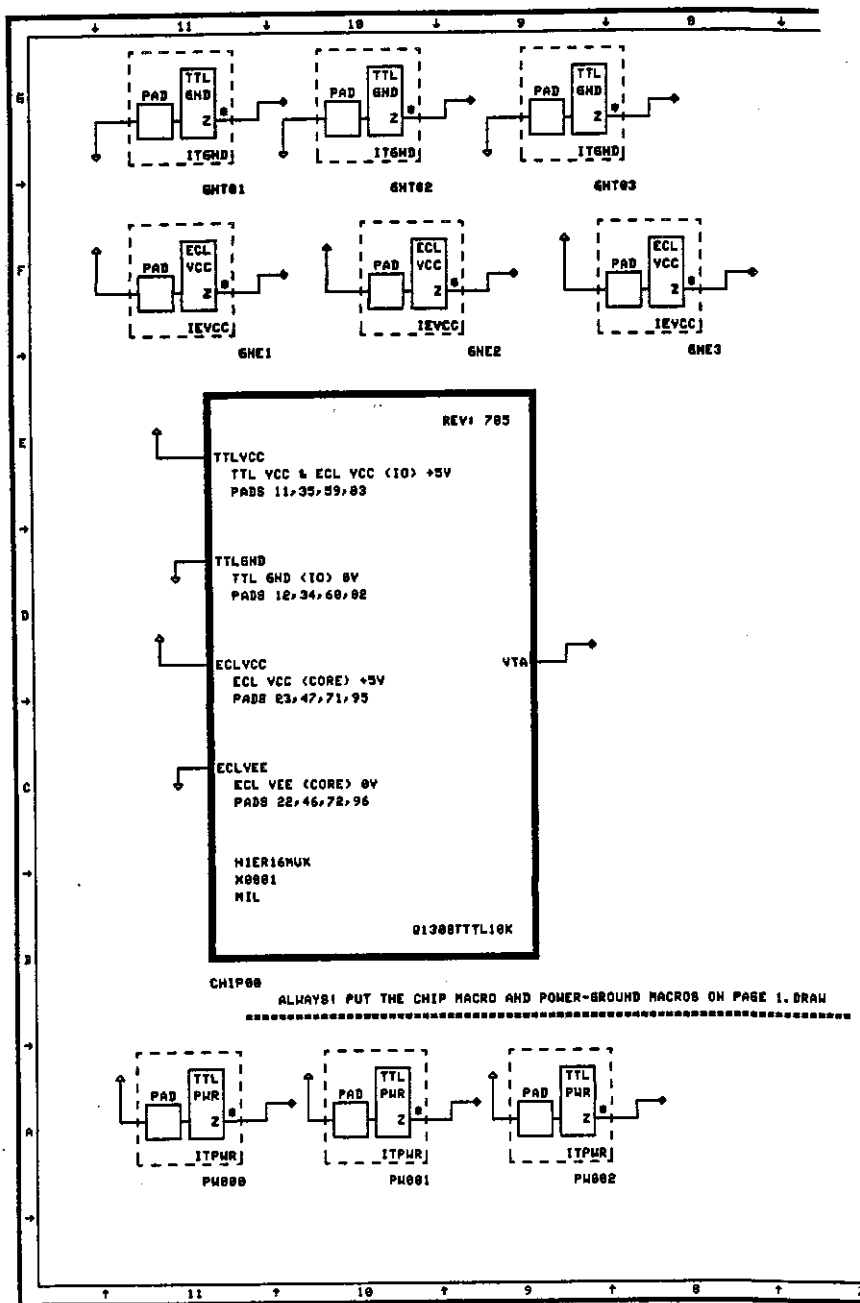 11 10 9 8
G
TTL TTL TTL
PAD GND PAD GND PAD GND
Z * Z * Z *
ITGND ITGND ITGND
GNT01 GNT02 GNT03
F
ECL ECL ECL
PAD VCC PAD VCC PAD VCC
Z * Z * Z *
IEVCC IEVCC IEVCC
GNE1 GNE2 GNE3
REV: 705
E
TTLVCC
TTL VCC & ECL VCC (IO) +5V
PADS 11,35,59,83
TTLGND
TTL GND (IO) 0V
PADS 12,34,60,82
D
ECLVCC VTA
ECL VCC (CORE) +5V
PADS 23,47,71,95
ECLVEE
C
ECL VEE (CORE) 0V
PADS 22,46,72,96
H1ER16MUX
X0001
MIL
Q1300TTTL10K
B
CHIP00
ALWAYS! PUT THE CHIP MACRO AND POWER-GROUND MACROS ON PAGE 1.DRAW
TTL TTL TTL
PAD PWR PAD PWR PAD PWR
Z * Z * Z *
A
ITPWR ITPWR ITPWR
PW000 PW001 PW002
11 10 9 8